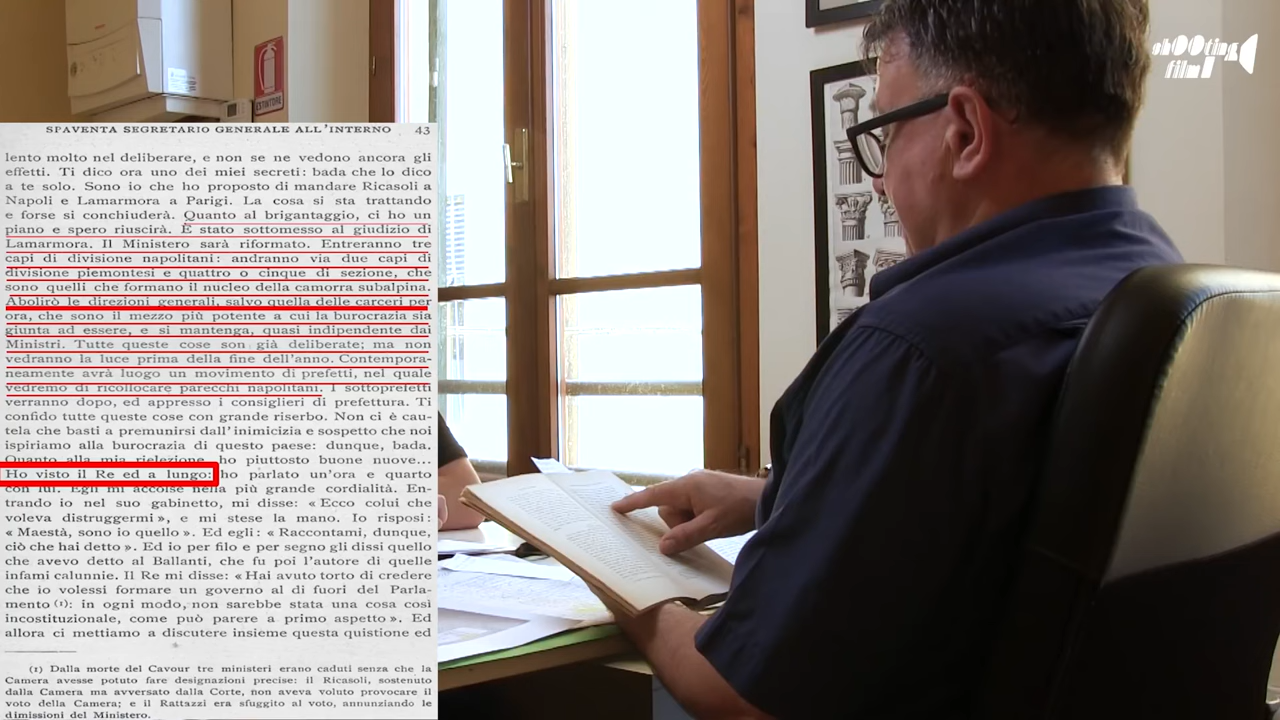 SPAVENTA SEGRETARIO GENERALE ALL'INTERNO 43
lento molto nel deliberare, e non se ne vedono ancora gli
effetti. Ti dico ora uno dei miei secreti: bada che lo dico
a te solo. Sono io che ho proposto di mandare Ricasoli a
Napoli e Lamarmora a Parigi. La cosa si sta trattando
e forse si conchiuderà. Quanto al brigantaggio, ci ho un
piano e spero riuscirà. È stato sottomesso al giudizio di
Lamarmora. Il Ministero sarà riformato. Entreranno tre
capi di divisione napolitani: andranno via due capi di
divisione piemontesi e quattro o cinque di sezione, che
sono quelli che formano il nucleo della camorra subalpina.
Abolirò le direzioni generali, salvo quella delle carceri per
ora, che sono il mezzo più potente a cui la burocrazia sia
giunta ad essere, e si mantenga, quasi indipendente dai
Ministri. Tutte queste cose son già deliberate; ma non
vedranno la luce prima della fine dell'anno. Contempora-
neamente avrà luogo un movimento di prefetti, nel quale
vedremo di ricollocare parecchi napolitani. I sottoprefetti
verranno dopo, ed appresso i consiglieri di prefettura. Ti
confido tutte queste cose con grande riserbo. Non ci è cau-
tela che basti a premunirsi dall'inimicizia e sospetto che noi
ispiriamo alla burocrazia di questo paese: dunque, bada.
Quanto alla mia rielezione, ho piuttosto buone nuove...
Ho visto il Re ed a lungo: ho parlato un'ora e quarto
con lui. Egli mi accolse nella più grande cordialità. En-
trando io nel suo gabinetto, mi disse: «Ecco colui che
voleva distruggermi», e mi stese la mano. Io risposi:
«Maestà, sono io quello». Ed egli: «Raccontami, dunque,
ciò che hai detto». Ed io per filo e per segno gli dissi quello
che avevo detto al Ballanti, che fu poi l'autore di quelle
infami calunnie. Il Re mi disse: «Hai avuto torto di credere
che io volessi formare un governo al di fuori del Parla-
mento (1): in ogni modo, non sarebbe stata una cosa così
incostituzionale, come può parere a primo aspetto». Ed
allora ci mettiamo a discutere insieme questa quistione ed
(1) Dalla morte del Cavour tre ministeri erano caduti senza che la
Camera avesse potuto fare designazioni precise: il Ricasoli, sostenuto
dalla Camera ma avversato dalla Corte, non aveva voluto provocare il
voto della Camera; e il Rattazzi era sfuggito al voto, annunziando le
dimissioni del Ministero.
ESTINTORE
shooting
film